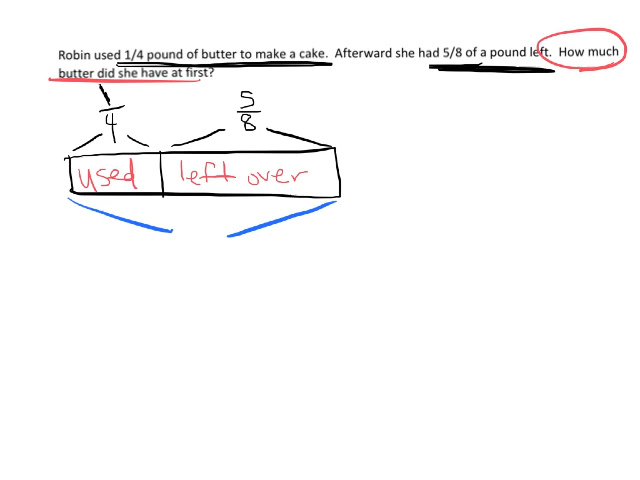 Robin used 1/4 pound of butter to make a cake. Afterward she had 5/8 of a pound left. How much
butter did she have at first?
1/4 5/8
used left over